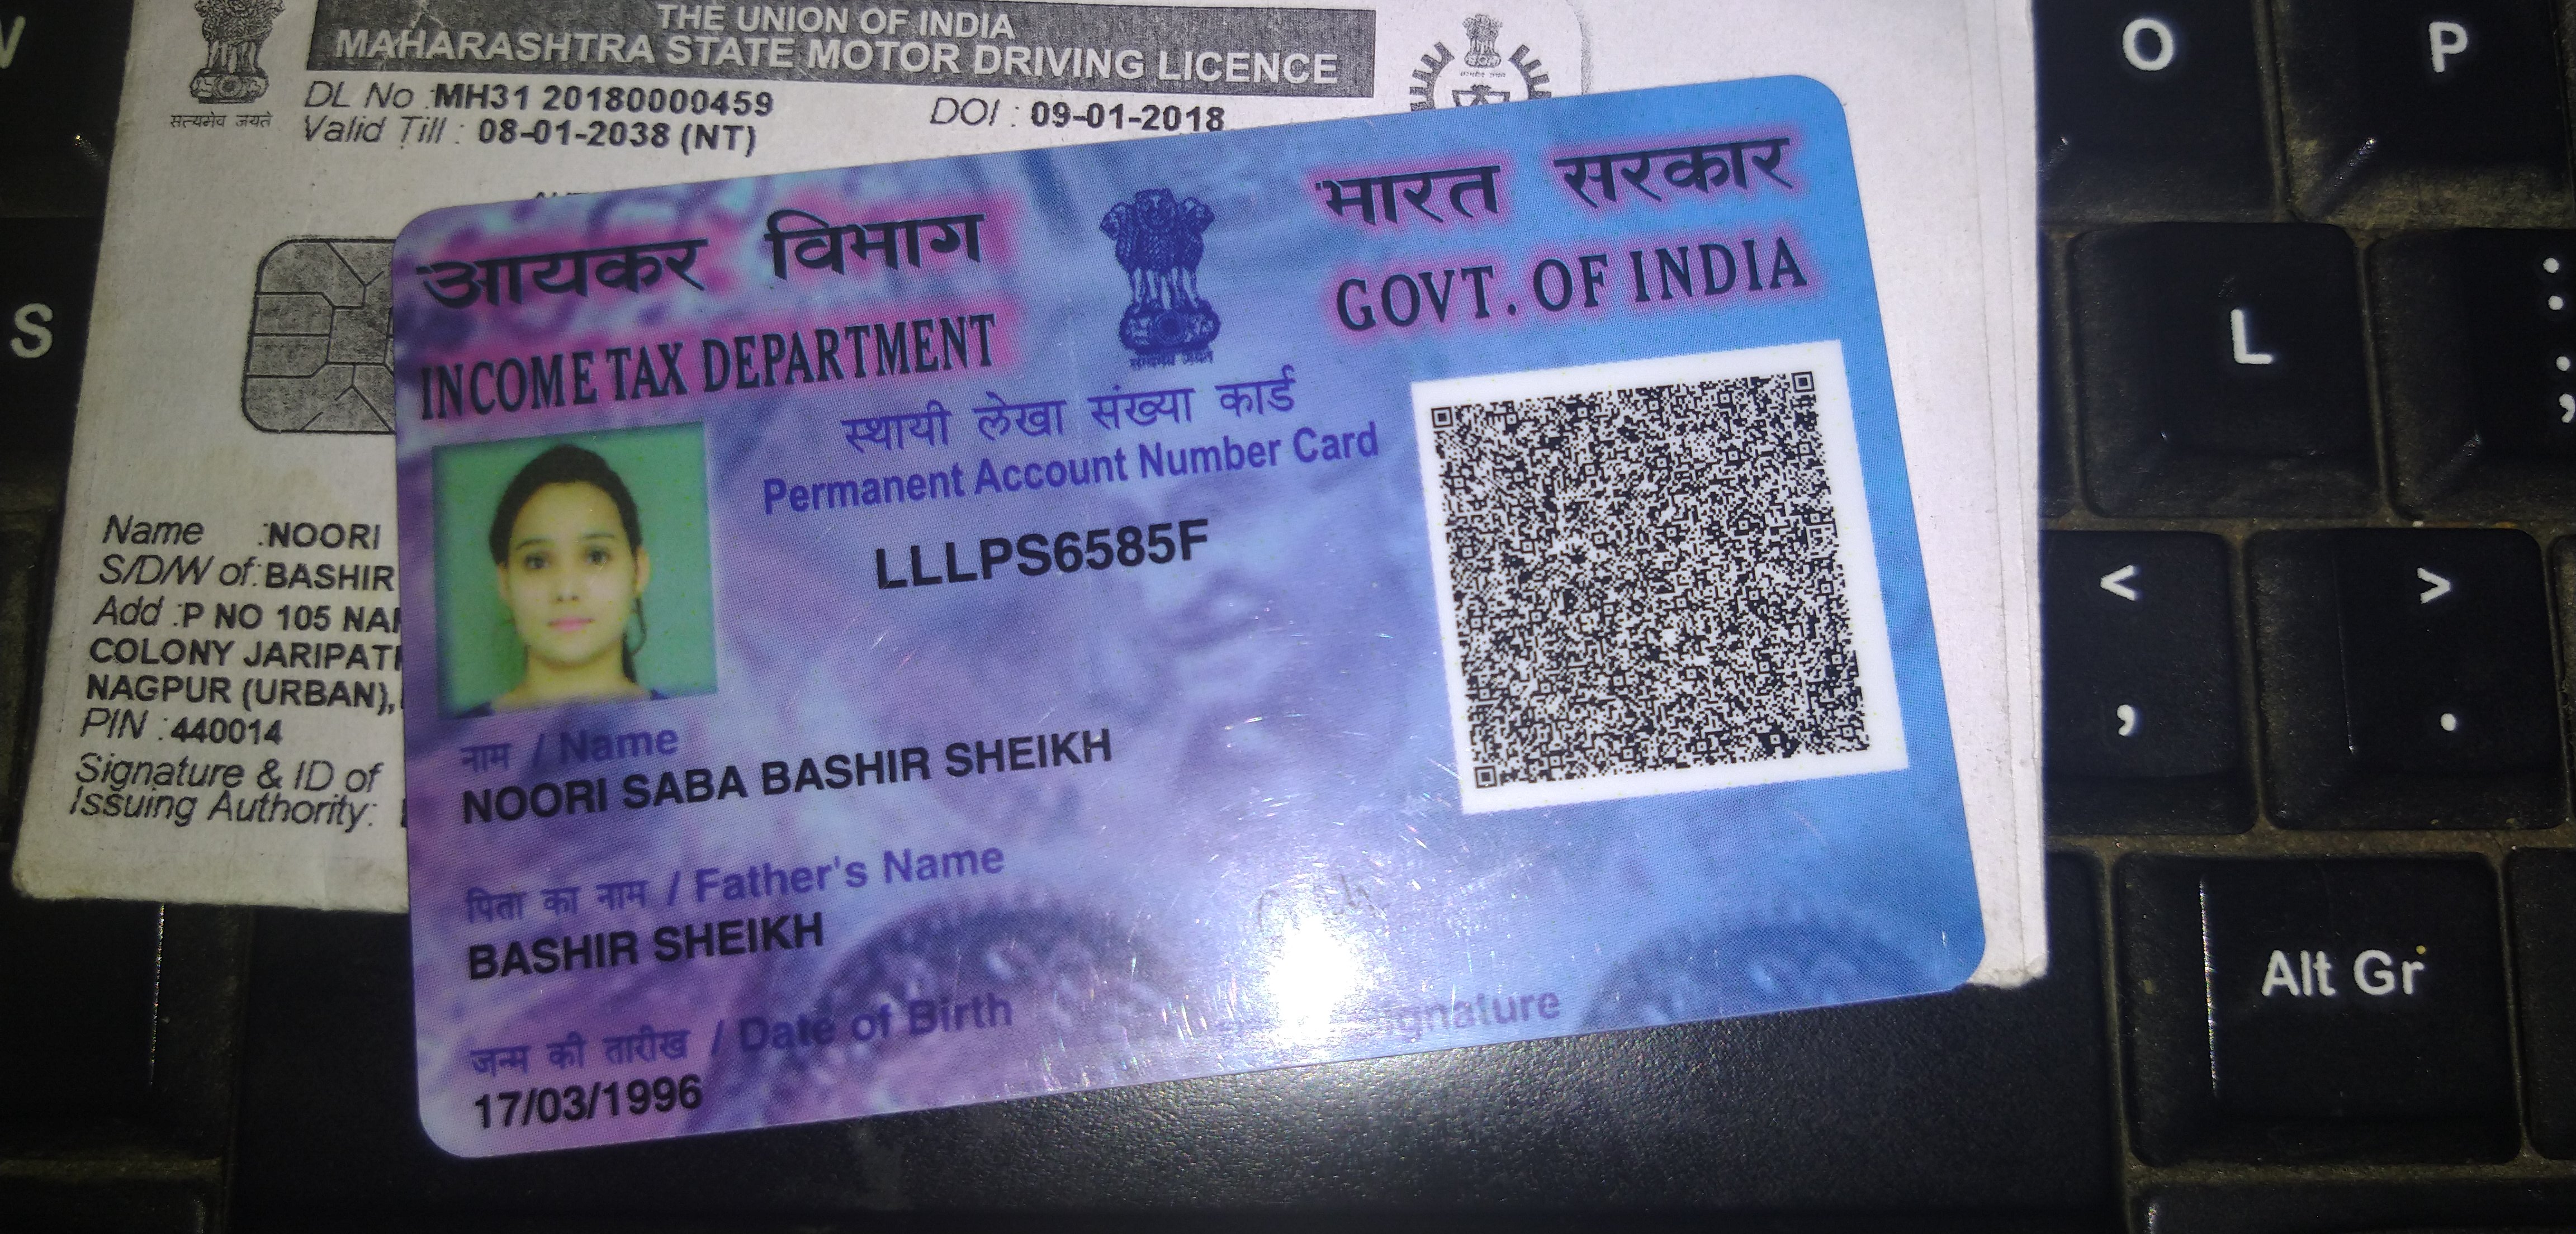 THE UNION OF INDIA
MAHARASHTRA STATE MOTOR DRIVING LICENCE
सत्यमेव जयते
DL No :MH31 20180000459
DOI : 09-01-2018
Valid Till : 08-01-2038 (NT)
Name :NOORI
S/D/W of:BASHIR
Add :P NO 105
COLONY
NAGPUR (URBAN),
PIN :440014
Signature & ID of
Issuing Authority:
आयकर विभाग
INCOME TAX DEPARTMENT
भारत सरकार
GOVT. OF INDIA
स्थायी लेखा संख्या कार्ड
Permanent Account Number Card
LLLPS6585F
नाम / Name
NOORI SABA BASHIR SHEIKH
पिता का नाम / Father's Name
BASHIR SHEIKH
जन्म की तारीख / Date of Birth
17/03/1996
O
P
S
L
:
;
<
,
>
.
Alt Gr